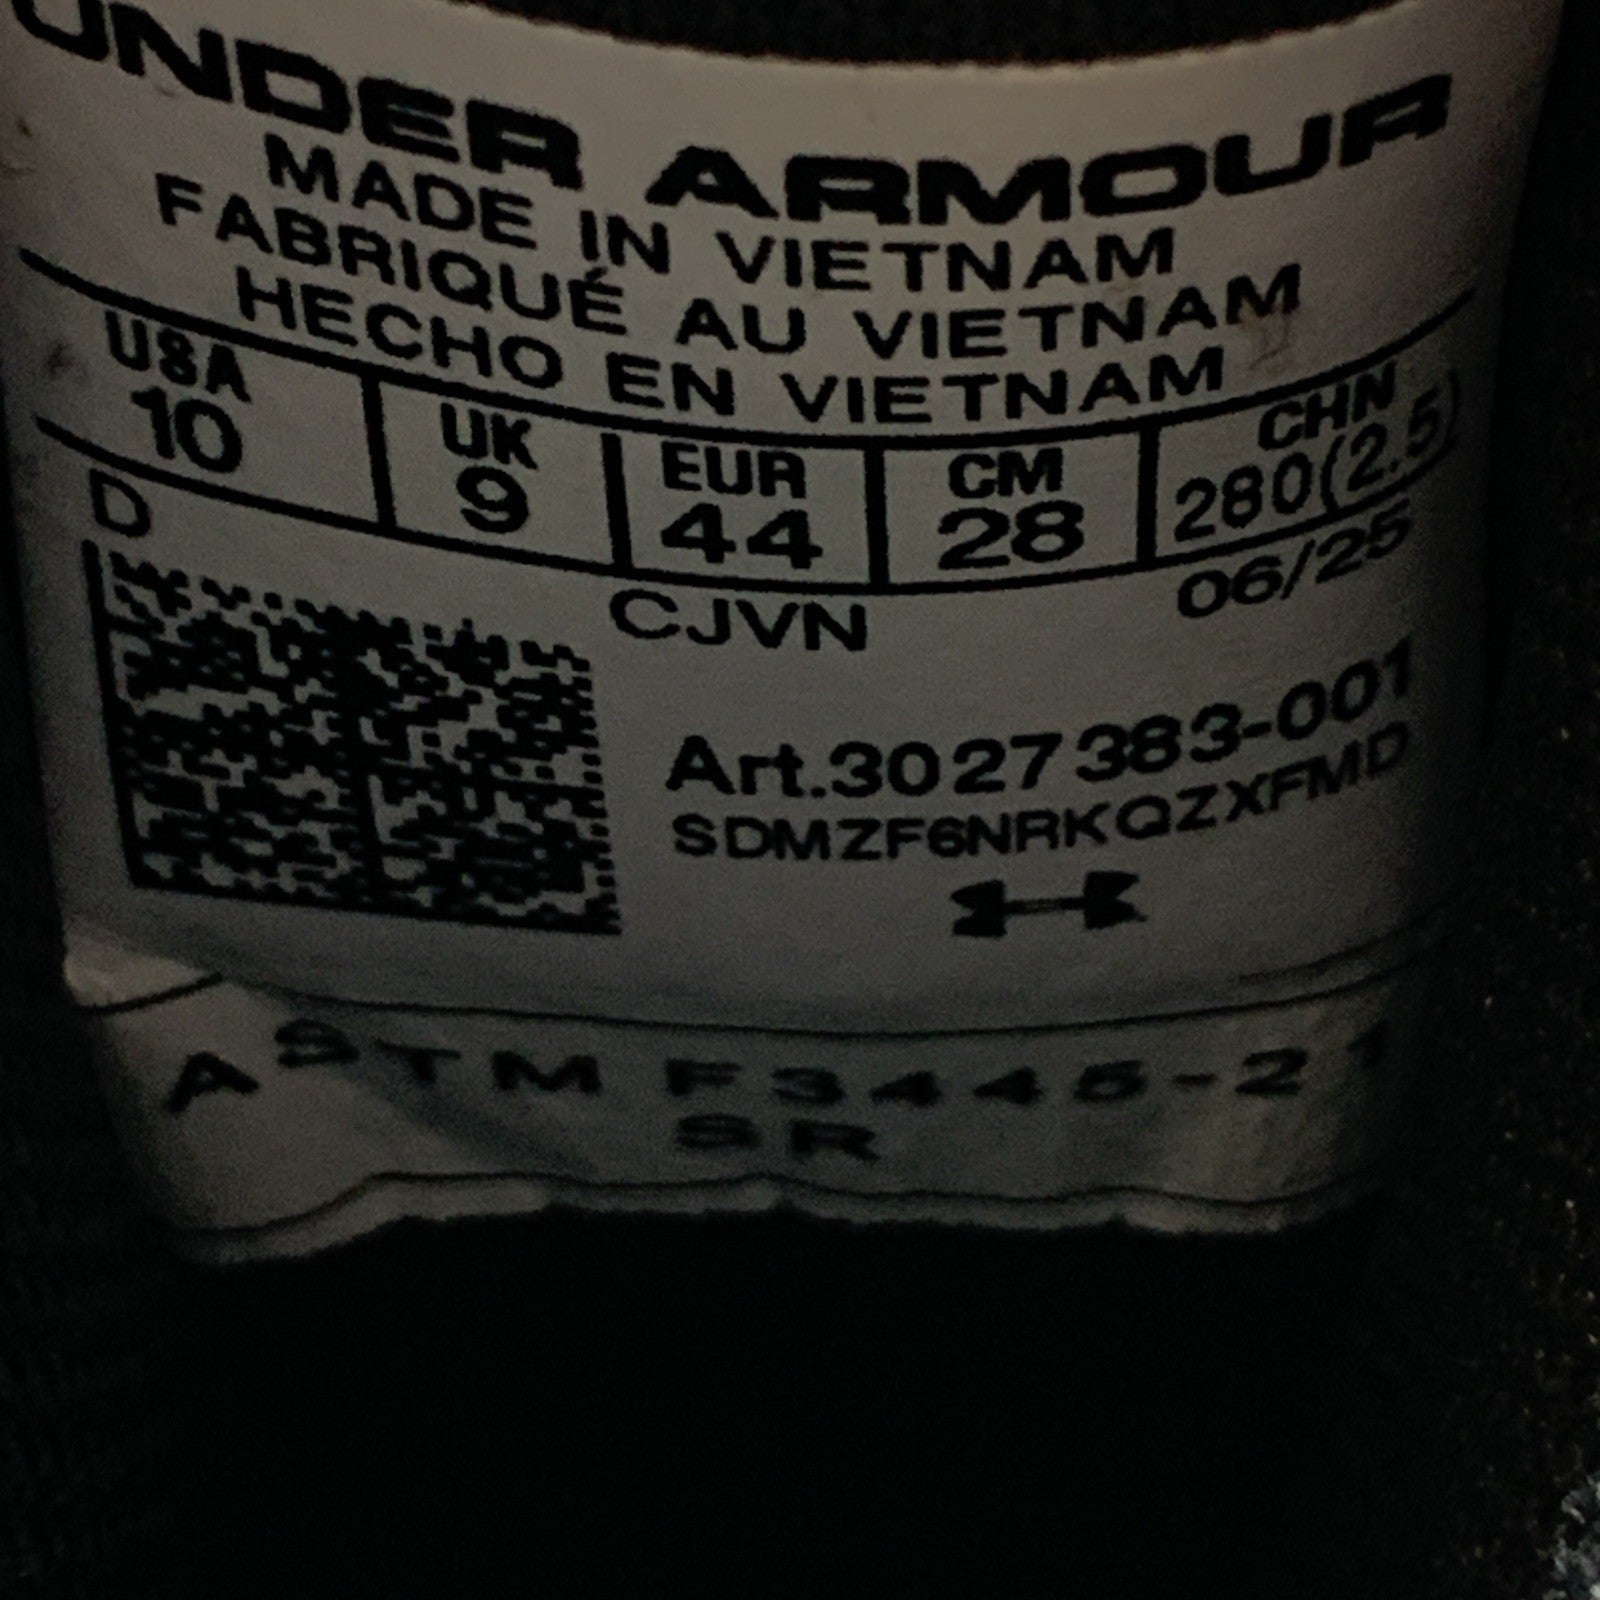 UNDER ARMOUR
MADE IN VIETNAM
FABRIQUÉ AU VIETNAM
HECHO EN VIETNAM
USA UK EUR CM CHN
10 9 44 28 280(2.5)
D CJVN 06/25
Art.3027383-001
SDMZF6NRKQZXFMD
ASTM F3445-21
SR